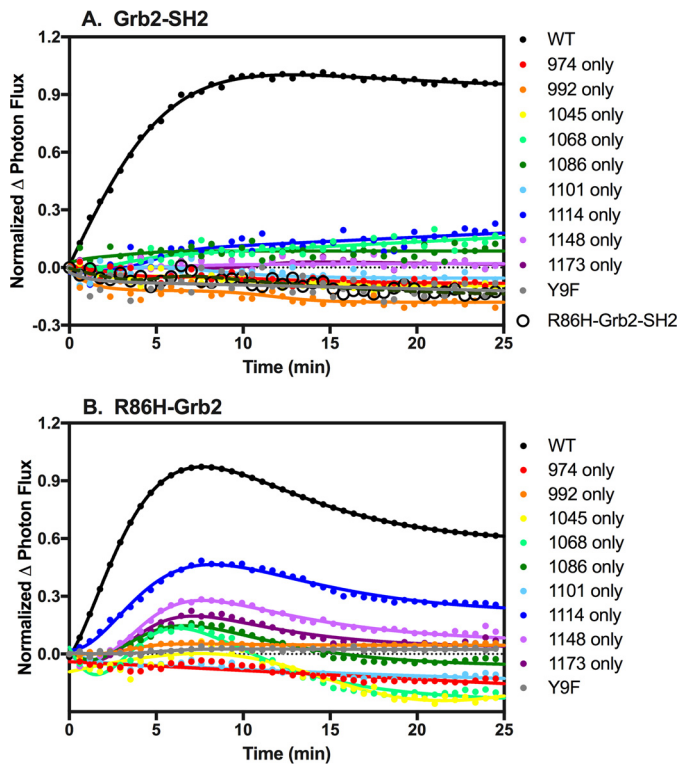 A. Grb2-SH2
1.2
0.9
0.6
0.3
0.0
-0.3
Normalized Δ Photon Flux
0 5 10 15 20 25
Time (min)
WT
974 only
992 only
1045 only
1068 only
1086 only
1101 only
1114 only
1148 only
1173 only
Y9F
R86H-Grb2-SH2
B. R86H-Grb2
1.2
0.9
0.6
0.3
0.0
Normalized Δ Photon Flux
0 5 10 15 20 25
Time (min)
WT
974 only
992 only
1045 only
1068 only
1086 only
1101 only
1114 only
1148 only
1173 only
Y9F